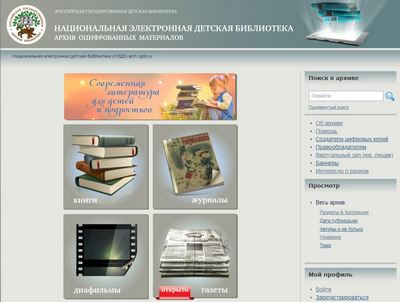 РОССИЙСКАЯ ГОСУДАРСТВЕННАЯ ДЕТСКАЯ БИБЛИОТЕКА
НАЦИОНАЛЬНАЯ ЭЛЕКТРОННАЯ ДЕТСКАЯ БИБЛИОТЕКА
АРХИВ ОЦИФРОВАННЫХ МАТЕРИАЛОВ
Национальная электронная детская библиотека (НЭДБ) arch.rgdb.ru
Современная
литература
для детей
и подростков
книги
журналы
диафильмы
открыто
газеты
Поиск в архиве
Найти
Продвинутый поиск
Об архиве
Помощь
Создатели цифровых копий
Правообладателям
Виртуальный зал (юр. лицам)
Баннеры
Интересно о разном
Просмотр
Весь архив
Разделы & Коллекции
Дата публикации
Авторы и не только
Название
Тема
Мой профиль
Войти
Зарегистрироваться